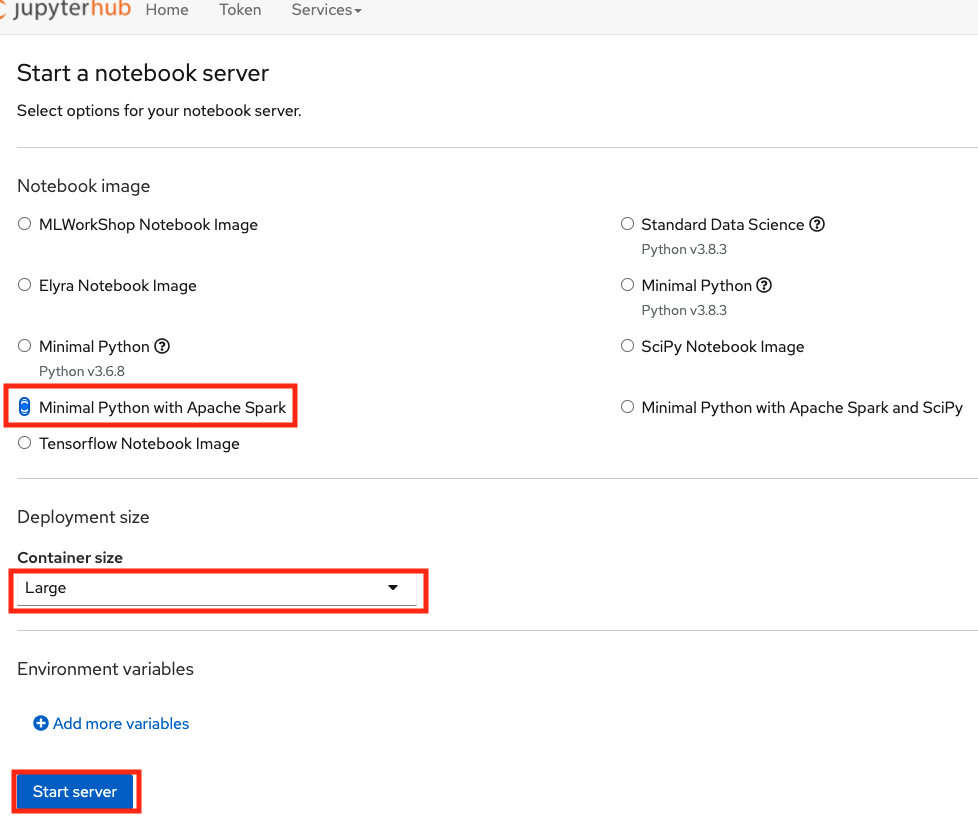 jupyterhub Home Token Services
Start a notebook server
Select options for your notebook server.
Notebook image
MLWorkShop Notebook Image
Standard Data Science ?
Python v3.8.3
Elyra Notebook Image
Minimal Python ?
Python v3.8.3
Minimal Python ?
Python v3.6.8
SciPy Notebook Image
Minimal Python with Apache Spark
Minimal Python with Apache Spark and SciPy
Tensorflow Notebook Image
Deployment size
Container size
Large
Environment variables
Add more variables
Start server